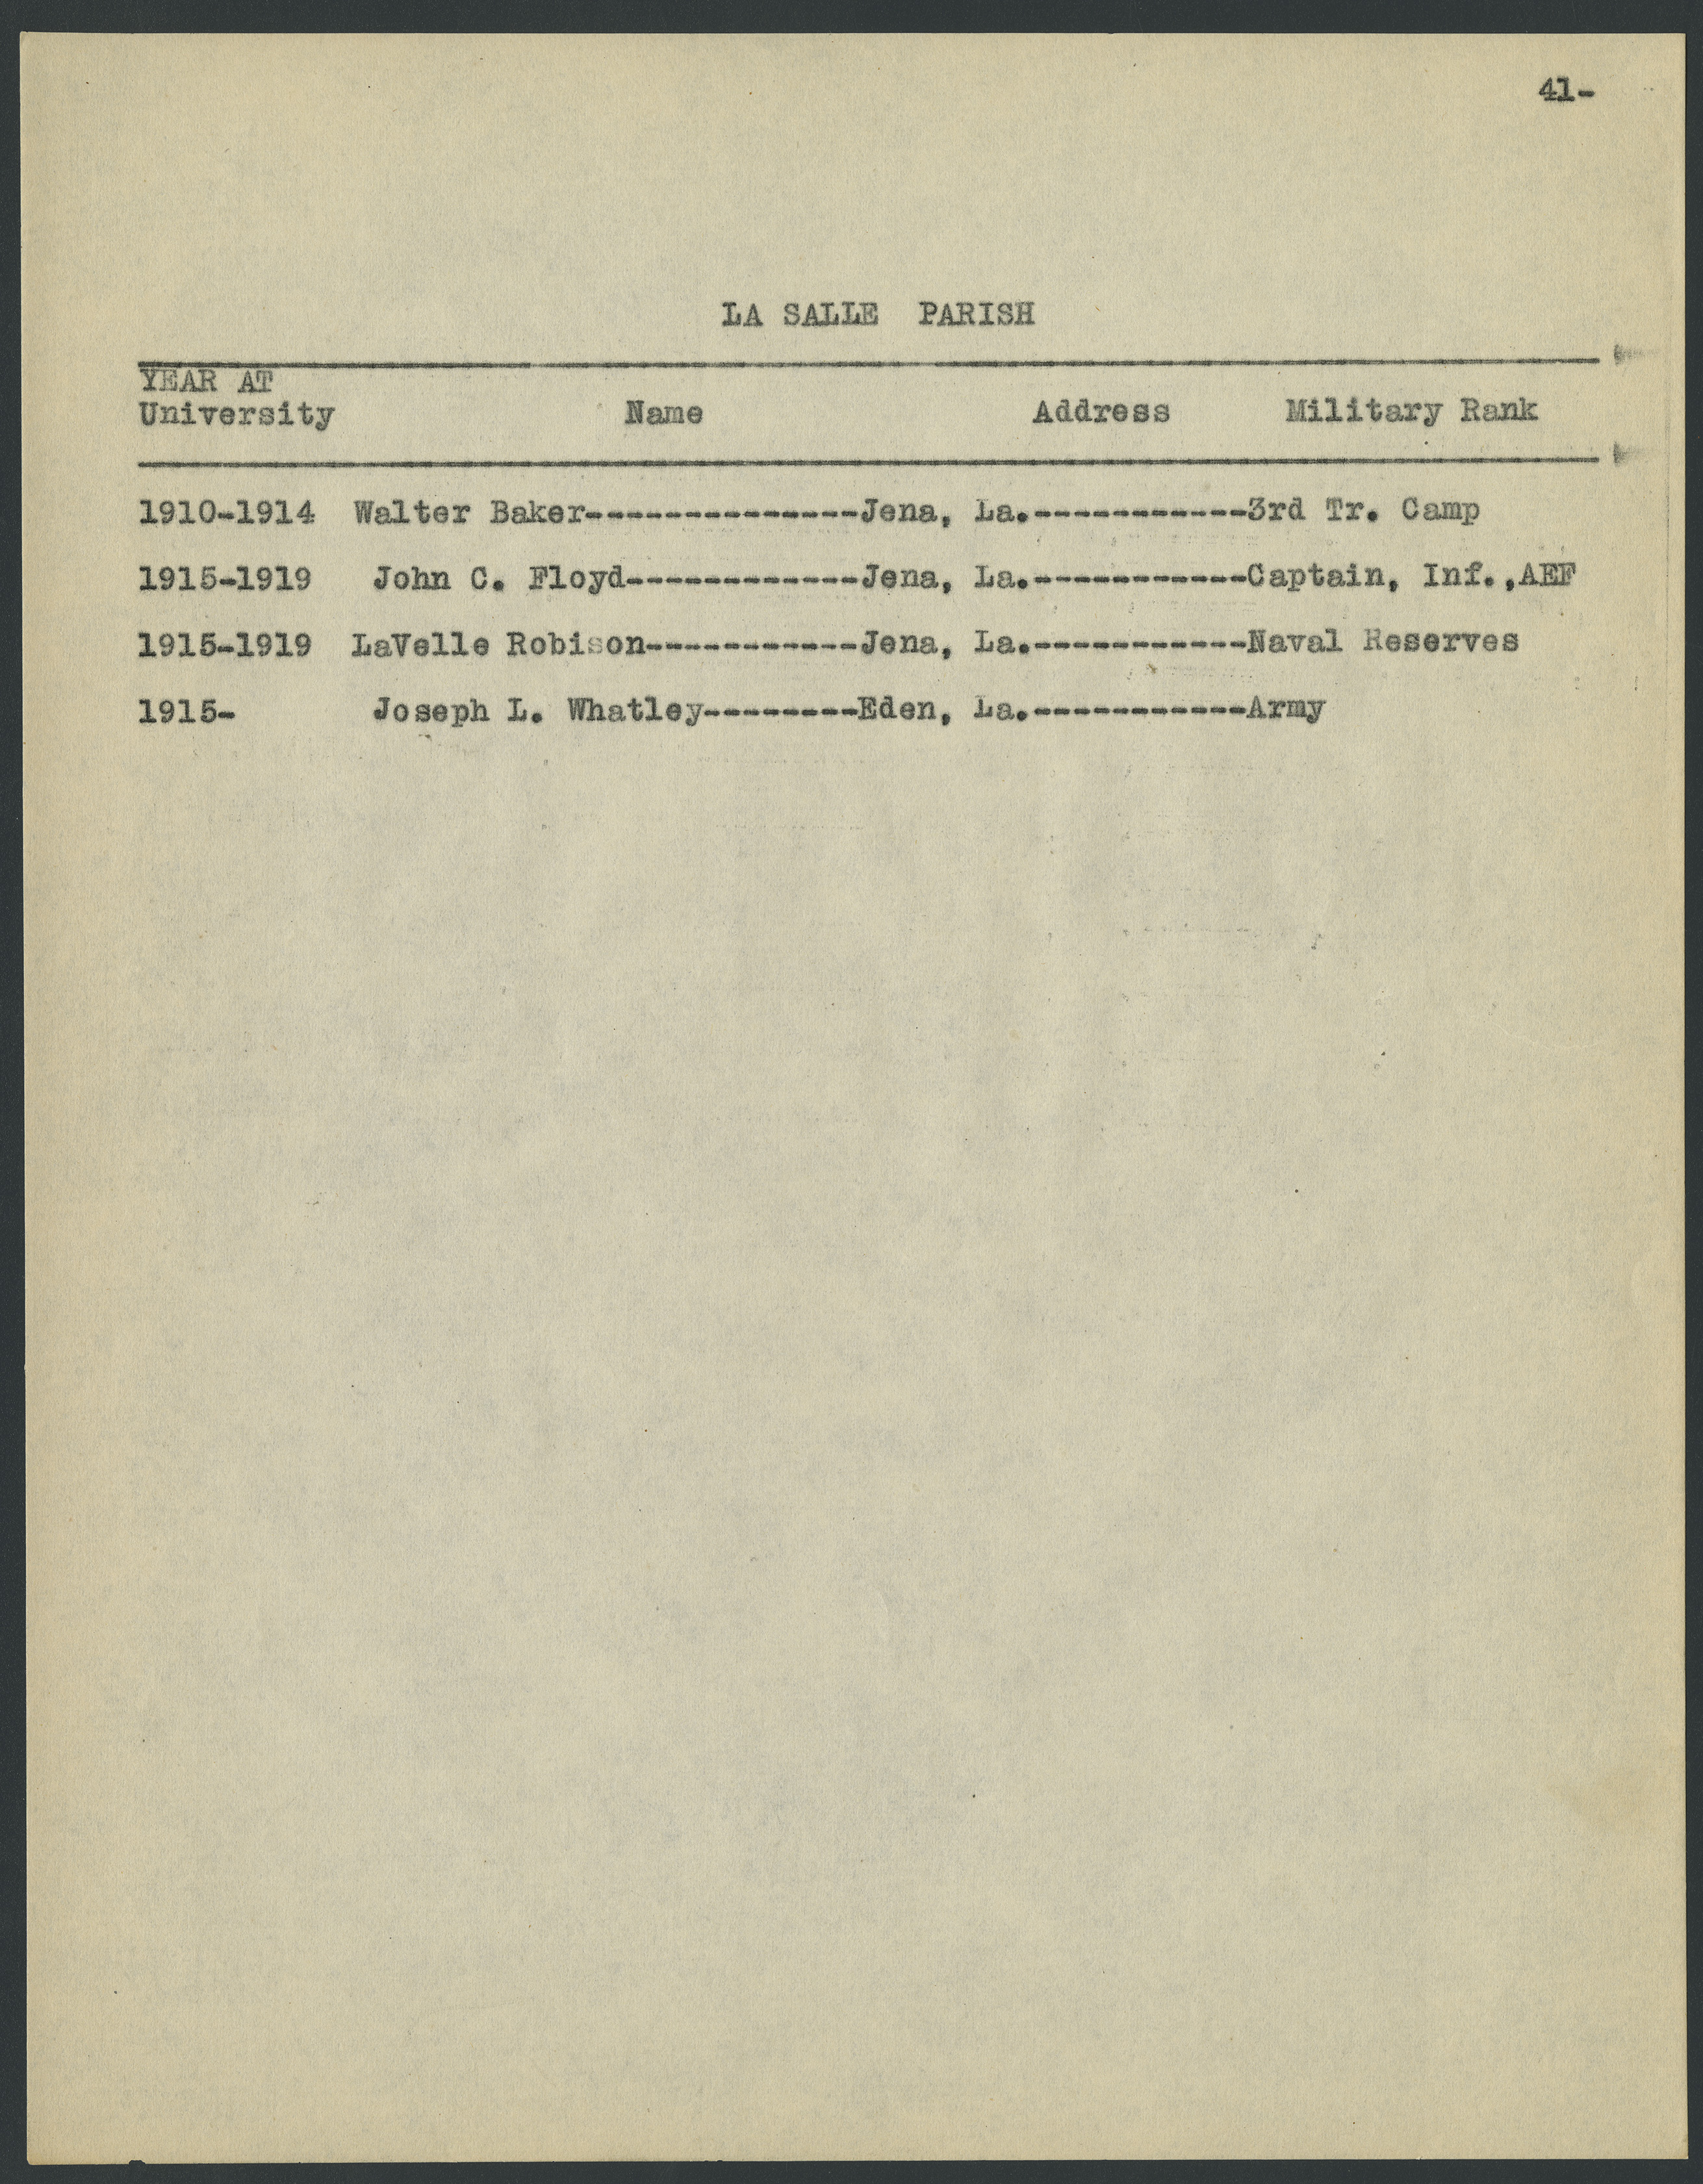 41-
LA SALLE PARISH
YEAR AT
University Name Address Military Rank
1910-1914 Walter Baker--------------Jena, La.-----------3rd Tr. Camp
1915-1919 John C. Floyd------------Jena, La.-----------Captain, Inf.,AEF
1915-1919 LaVelle Robison-----------Jena, La.-----------Naval Reserves
1915- Joseph L. Whatley--------Eden, La.-----------Army